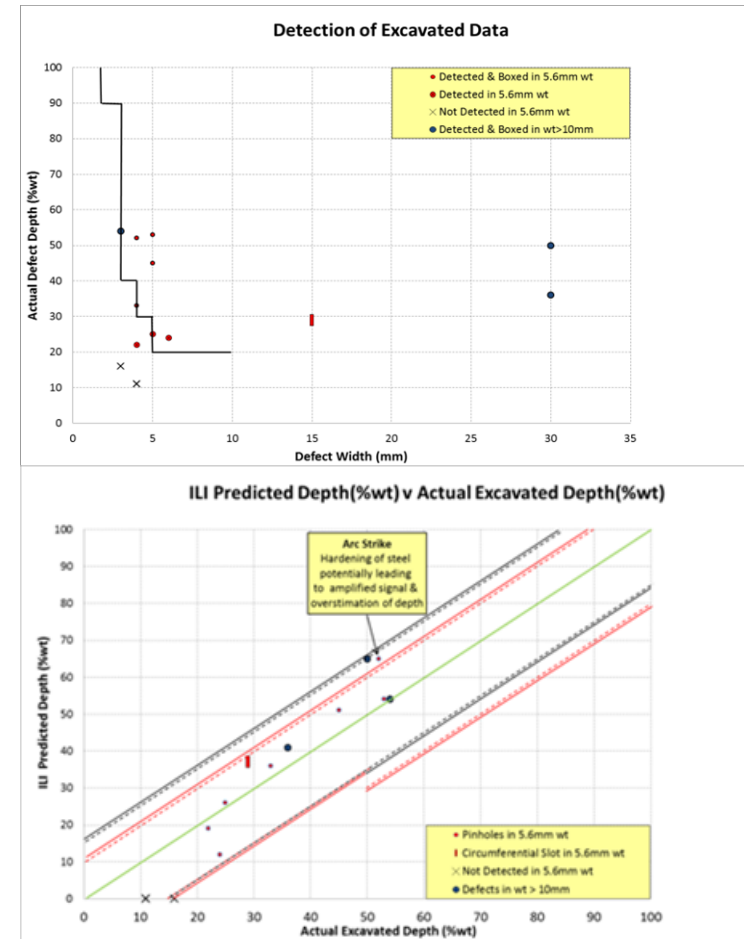 Detection of Excavated Data
Detected & Boxed in 5.6mm wt
Detected in 5.6mm wt
Not Detected in 5.6mm wt
Detected & Boxed in wt>10mm
100
90
80
70
60
50
40
30
20
10
0
Actual Defect Depth (%wt)
0 5 10 15 20 25 30 35
Defect Width (mm)
ILI Predicted Depth(%wt) v Actual Excavated Depth(%wt)
Arc Strike
Hardening of steel
potentially leading
to amplified signal &
overstimation of depth
100
90
80
70
60
50
40
30
20
10
0
ILI Predicted Depth (%wt)
Pinholes in 5.6mm wt
Circumferential Slot in 5.6mm wt
Not Detected in 5.6mm wt
Defects in wt > 10mm
0 10 20 30 40 50 60 70 80 90 100
Actual Excavated Depth (%wt)